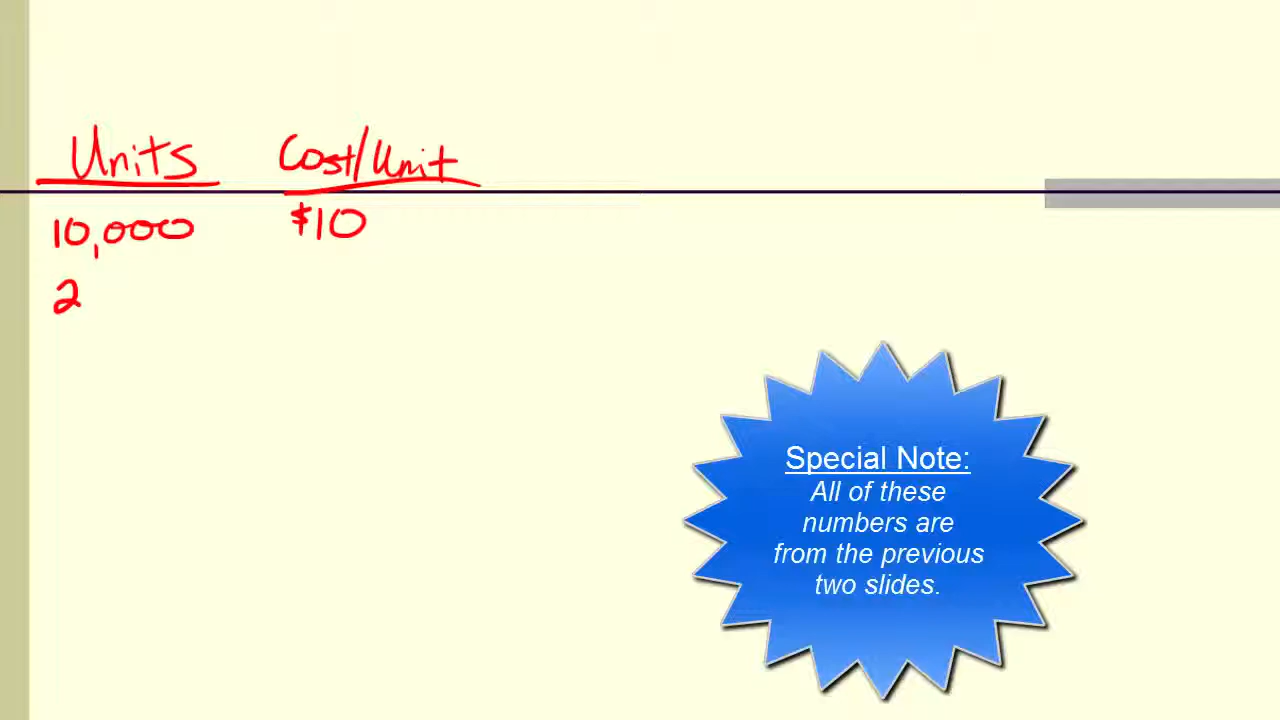 Units Cost/Unit
10,000 $10
2
Special Note:
All of these
numbers are
from the previous
two slides.